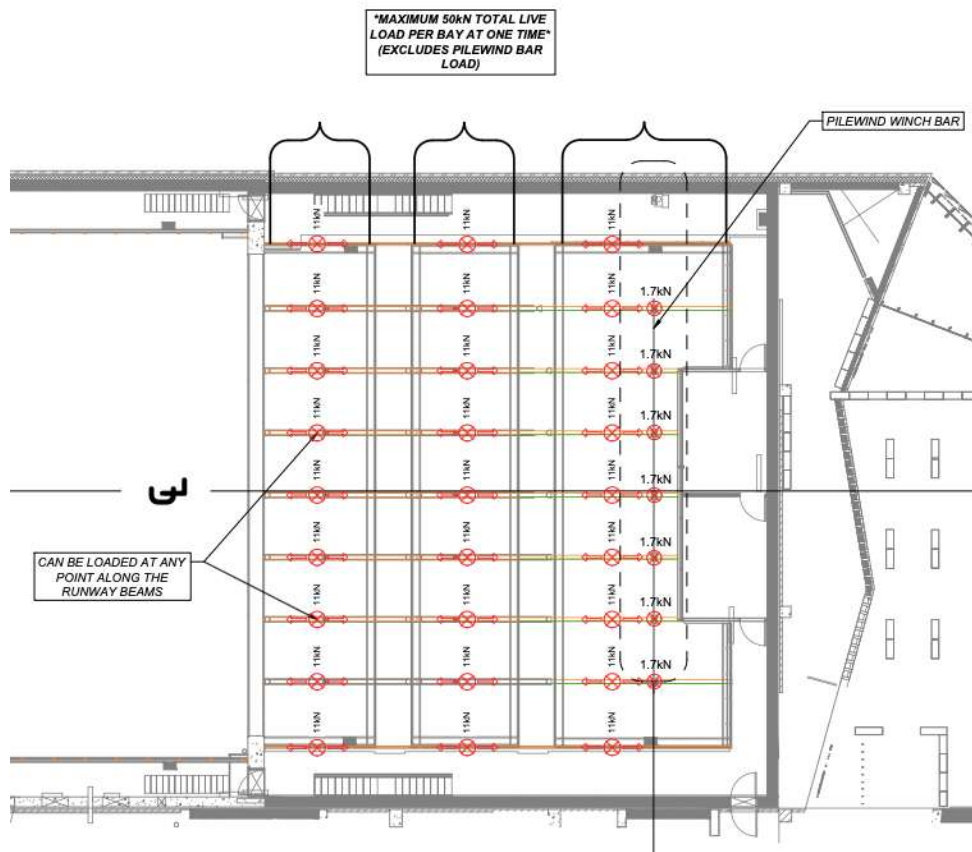 *MAXIMUM 50kN TOTAL LIVE
LOAD PER BAY AT ONE TIME*
(EXCLUDES PILEWIND BAR
LOAD)
PILEWIND WINCH BAR
11kN
11kN
11kN
11kN
11kN
11kN
1.7kN
11kN
11kN
11kN
1.7kN
11kN
11kN
11kN
1.7kN
11kN
11kN
11kN
1.7kN
11kN
11kN
11kN
1.7kN
CAN BE LOADED AT ANY
POINT ALONG THE
RUNWAY BEAMS
11kN
11kN
11kN
1.7kN
11kN
11kN
11kN
1.7kN
11kN
11kN
11kN